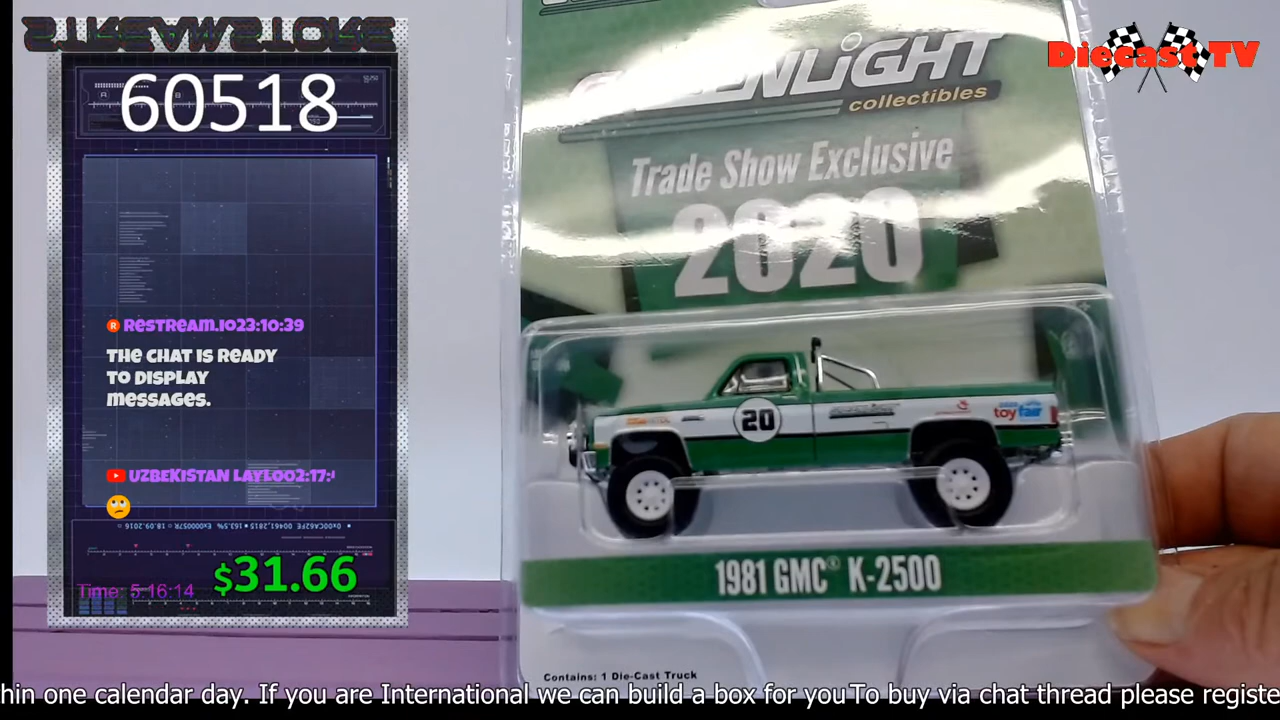 60518
Restream.io23:10:39
The chat is ready
to display
messages.
UZBEKISTAN LAYLO02:17:
$31.66
Time: 5:16:14
Diecast TV
GREENLiGHT
collectibles
Trade Show Exclusive
2020
20
toy fair
1981 GMC® K-2500
Contains: 1 Die-Cast Truck
hin one calendar day. If you are International we can build a box for youTo buy via chat thread please registe